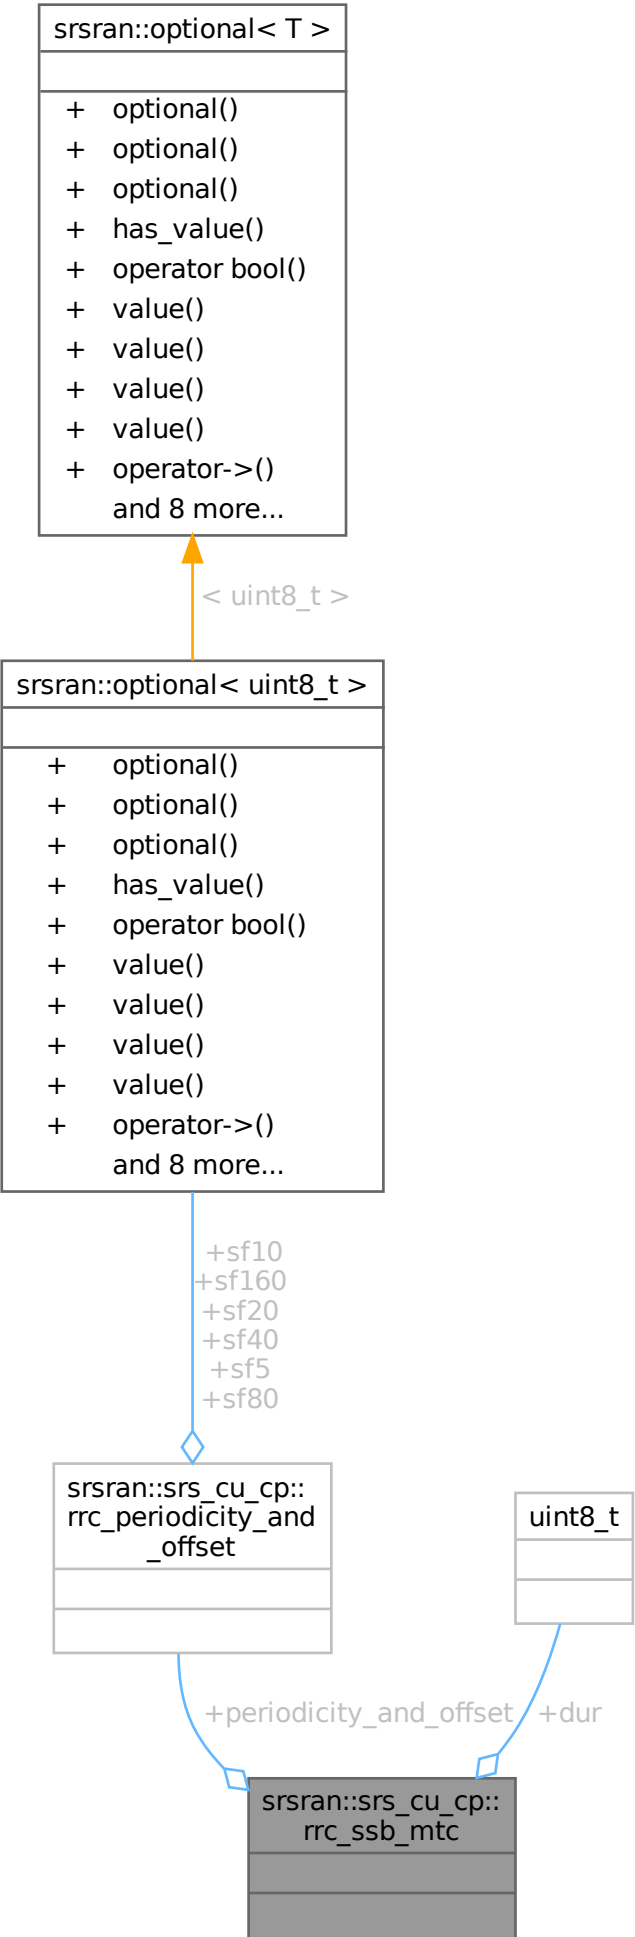 srsran::optional< T >
+ optional()
+ optional()
+ optional()
+ has_value()
+ operator bool()
+ value()
+ value()
+ value()
+ value()
+ operator->()
and 8 more...
< uint8_t >
srsran::optional< uint8_t >
+ optional()
+ optional()
+ optional()
+ has_value()
+ operator bool()
+ value()
+ value()
+ value()
+ value()
+ operator->()
and 8 more...
+sf10
+sf160
+sf20
+sf40
+sf5
+sf80
srsran::srs_cu_cp::
rrc_periodicity_and
_offset
uint8_t
+periodicity_and_offset
+dur
srsran::srs_cu_cp::
rrc_ssb_mtc